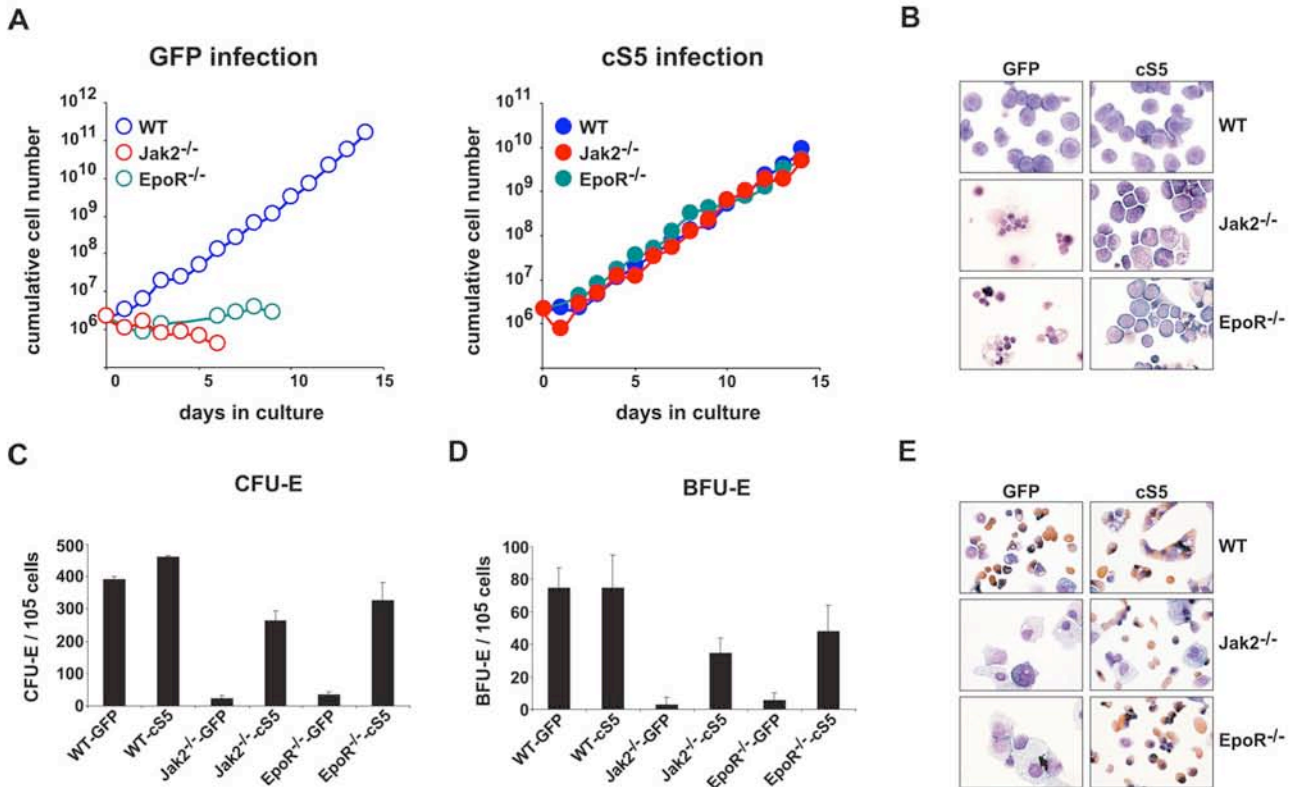 A
GFP infection
cumulative cell number
10^12
10^11
10^10
10^9
10^8
10^7
10^6
WT
Jak2-/-
EpoR-/-
0 5 10 15
days in culture
cS5 infection
cumulative cell number
10^11
10^10
10^9
10^8
10^7
10^6
WT
Jak2-/-
EpoR-/-
0 5 10 15
days in culture
B
GFP cS5
WT
Jak2-/-
EpoR-/-
C
CFU-E
CFU-E / 10^5 cells
500
400
300
200
100
0
WT-GFP
WT-cS5
Jak2-/--GFP
Jak2-/--cS5
EpoR-/--GFP
EpoR-/--cS5
D
BFU-E
BFU-E / 10^5 cells
100
80
60
40
20
0
WT-GFP
WT-cS5
Jak2-/--GFP
Jak2-/--cS5
EpoR-/--GFP
EpoR-/--cS5
E
GFP cS5
WT
Jak2-/-
EpoR-/-